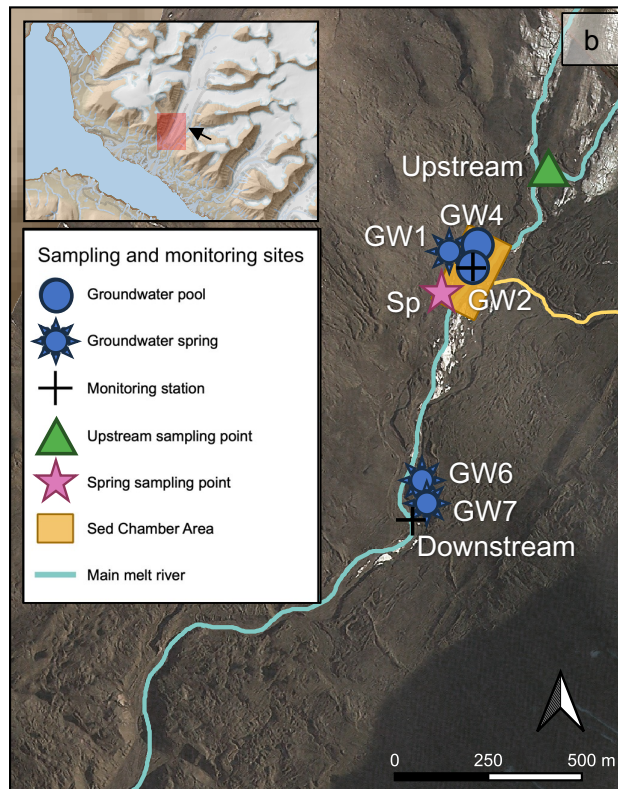 b
Upstream
GW4
GW1
Sp
GW2
Sampling and monitoring sites
Groundwater pool
Groundwater spring
Monitoring station
Upstream sampling point
Spring sampling point
Sed Chamber Area
Main melt river
GW6
GW7
Downstream
0 250 500 m